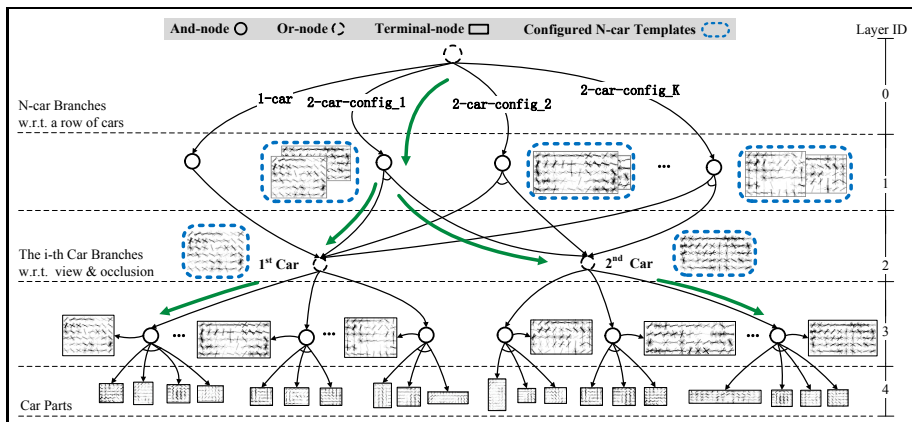 And-node Or-node Terminal-node Configured N-car Templates
Layer ID
0
1-car
2-car-config_1
2-car-config_2
2-car-config_K
N-car Branches
w.r.t. a row of cars
...
1
The i-th Car Branches
w.r.t. view & occlusion
1st Car
2nd Car
2
... ... ...
3
Car Parts
4